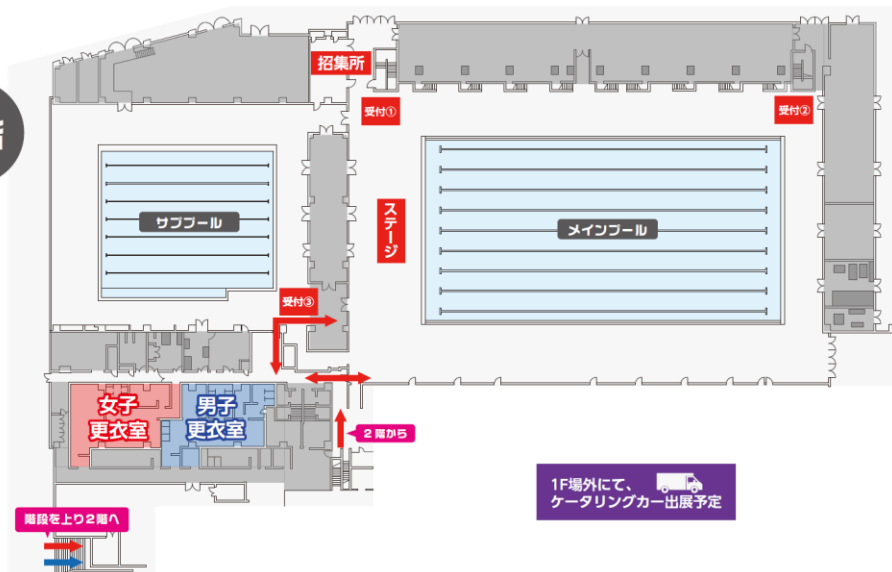 招集所
受付①
受付②
ステージ
サブプール
メインプール
受付③
女子
更衣室
男子
更衣室
2階から
1F場外にて、
ケータリングカー出展予定
階段を上り2階へ